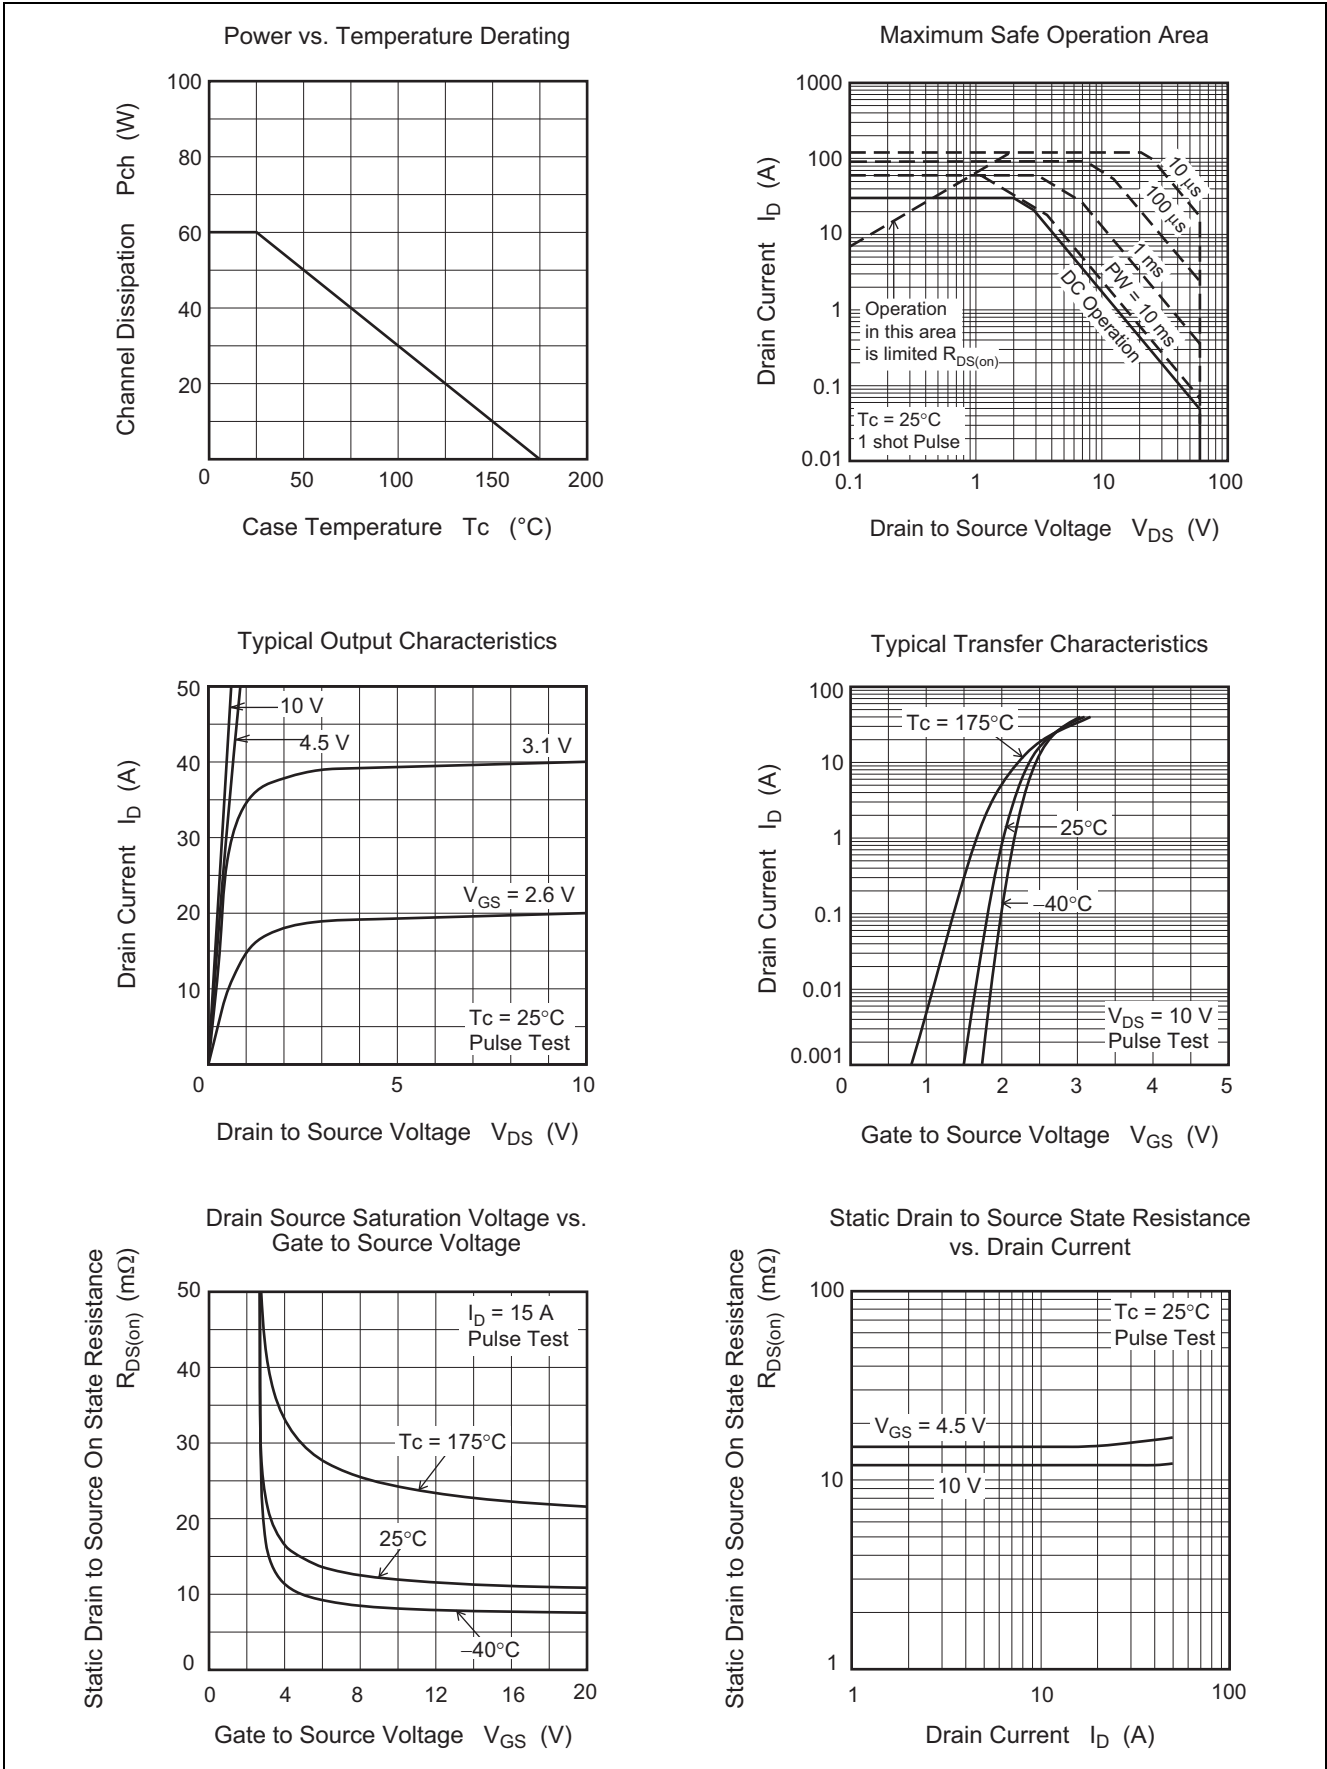 Power vs. Temperature Derating
100
80
60
40
20
0
50
100
150
200
Channel Dissipation Pch (W)
Case Temperature Tc (°C)
Maximum Safe Operation Area
1000
100
10
1
0.1
0.01
0.1
1
10
100
Drain Current ID (A)
10 μs
100 μs
1 ms
PW = 10 ms
DC Operation
Operation
in this area
is limited RDS(on)
Tc = 25°C
1 shot Pulse
Drain to Source Voltage VDS (V)
Typical Output Characteristics
50
40
30
20
10
0
5
10
Drain Current ID (A)
10 V
4.5 V
3.1 V
VGS = 2.6 V
Tc = 25°C
Pulse Test
Drain to Source Voltage VDS (V)
Typical Transfer Characteristics
100
10
1
0.1
0.01
0.001
0
1
2
3
4
5
Drain Current ID (A)
Tc = 175°C
25°C
−40°C
VDS = 10 V
Pulse Test
Gate to Source Voltage VGS (V)
Drain Source Saturation Voltage vs.
Gate to Source Voltage
50
40
30
20
10
0
0
4
8
12
16
20
Static Drain to Source On State Resistance
RDS(on) (mΩ)
ID = 15 A
Pulse Test
Tc = 175°C
25°C
−40°C
Gate to Source Voltage VGS (V)
Static Drain to Source State Resistance
vs. Drain Current
100
10
1
1
10
100
Static Drain to Source On State Resistance
RDS(on) (mΩ)
Tc = 25°C
Pulse Test
VGS = 4.5 V
10 V
Drain Current ID (A)